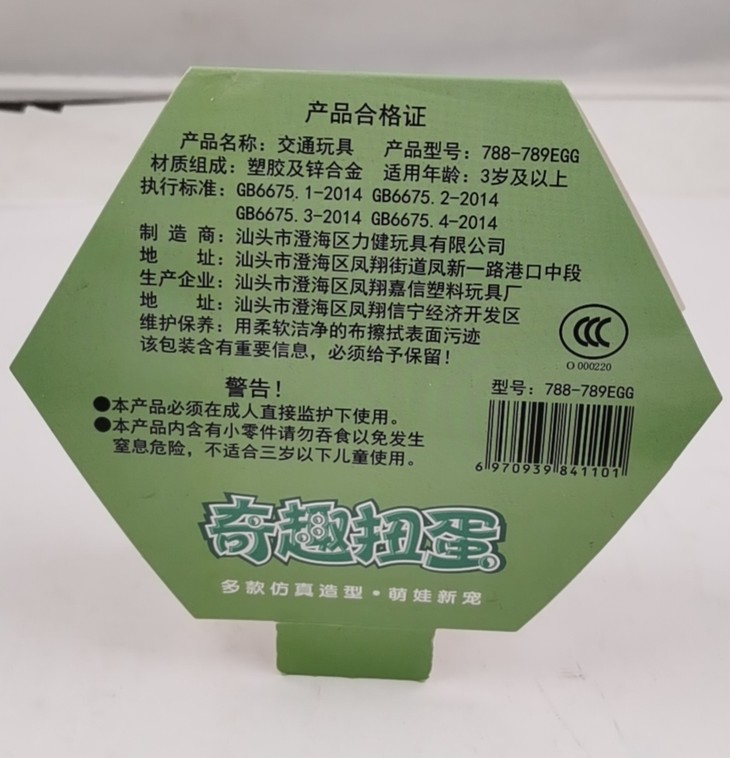 产品合格证
产品名称：交通玩具 产品型号：788-789EGG
材质组成：塑胶及锌合金 适用年龄：3岁及以上
执行标准：GB6675.1-2014 GB6675.2-2014
GB6675.3-2014 GB6675.4-2014
制造商：汕头市澄海区力健玩具有限公司
地址：汕头市澄海区凤翔街道凤新一路港口中段
生产企业：汕头市澄海区凤翔嘉信塑料玩具厂
地址：汕头市澄海区凤翔信宁经济开发区
维护保养：用柔软洁净的布擦拭表面污迹
该包装含有重要信息，必须给予保留！
CCC
O 000220
警告！
●本产品必须在成人直接监护下使用。
●本产品内含有小零件请勿吞食以免发生
窒息危险，不适合三岁以下儿童使用。
型号：788-789EGG
6 970939 841101
奇趣扭蛋
多款仿真造型·萌娃新宠